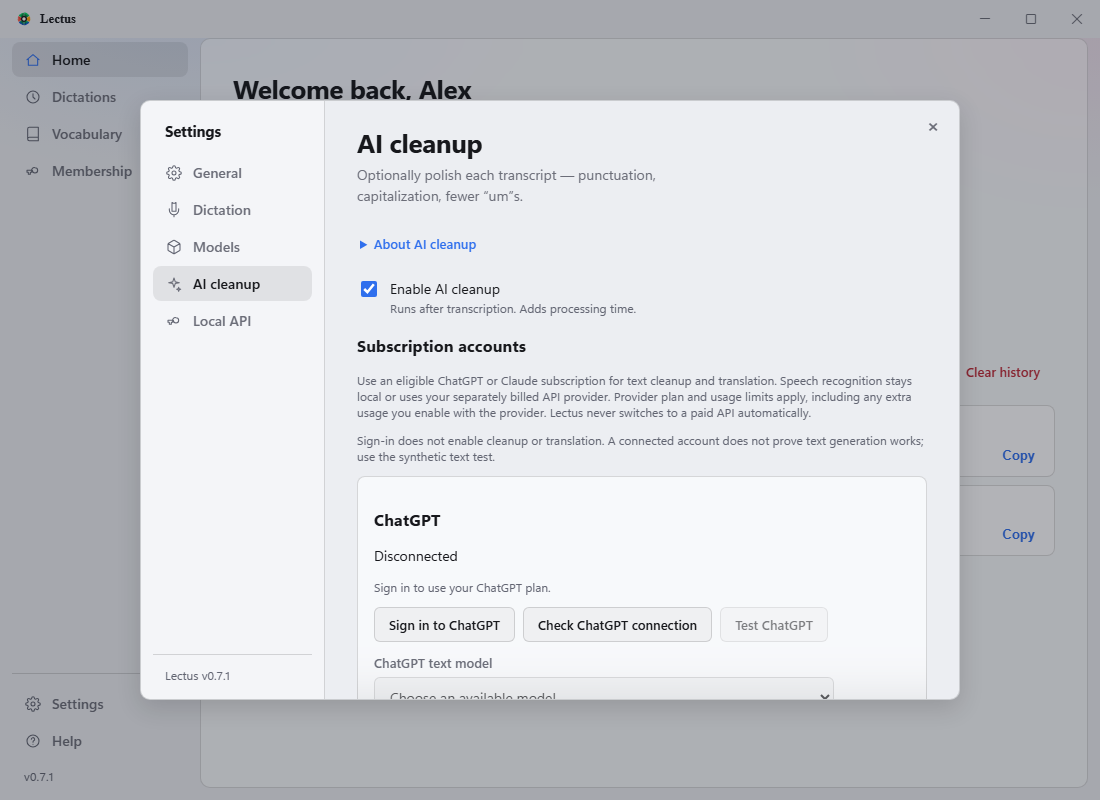 Lectus
Home
Dictations
Vocabulary
Membership
Settings
Help
v0.7.1
Welcome back, Alex
Clear history
Copy
Copy
Settings
General
Dictation
Models
AI cleanup
Local API
Lectus v0.7.1
AI cleanup
Optionally polish each transcript — punctuation,
capitalization, fewer “um”s.
About AI cleanup
Enable AI cleanup
Runs after transcription. Adds processing time.
Subscription accounts
Use an eligible ChatGPT or Claude subscription for text cleanup and translation. Speech recognition stays
local or uses your separately billed API provider. Provider plan and usage limits apply, including any extra
usage you enable with the provider. Lectus never switches to a paid API automatically.
Sign-in does not enable cleanup or translation. A connected account does not prove text generation works;
use the synthetic text test.
ChatGPT
Disconnected
Sign in to use your ChatGPT plan.
Sign in to ChatGPT
Check ChatGPT connection
Test ChatGPT
ChatGPT text model
Choose an available model